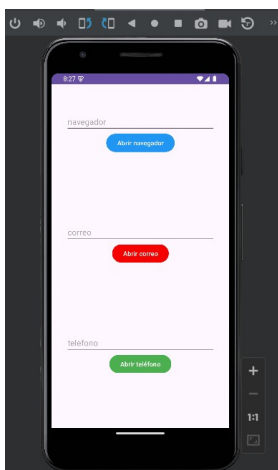 8:27
navegador
Abrir navegador
correo
Abrir correo
telefono
Abrir teléfono
1:1